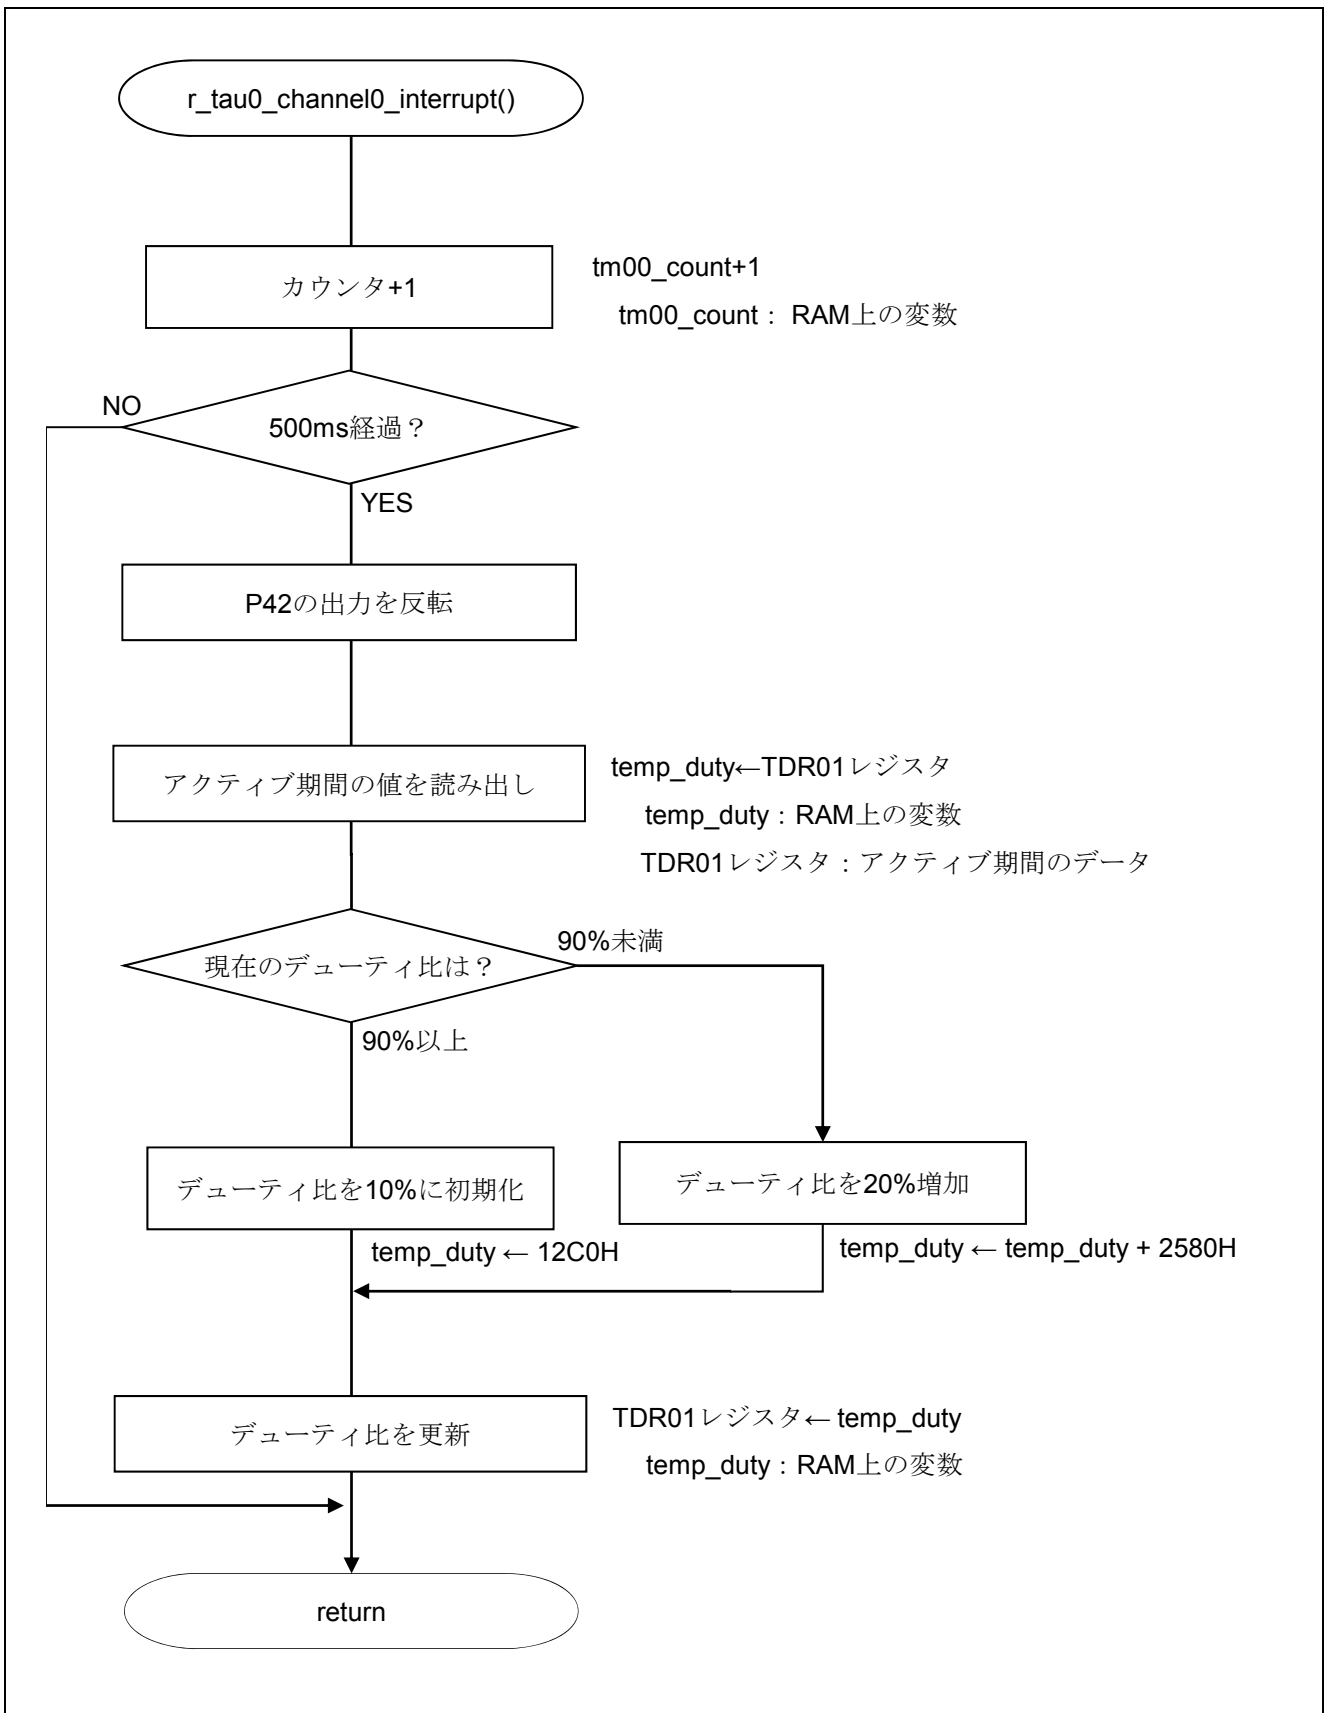 r_tau0_channel0_interrupt()
カウンタ+1
tm00_count+1
tm00_count： RAM上の変数
NO
500ms経過？
YES
P42の出力を反転
アクティブ期間の値を読み出し
temp_duty←TDR01レジスタ
temp_duty：RAM上の変数
TDR01レジスタ：アクティブ期間のデータ
現在のデューティ比は？
90%未満
90%以上
デューティ比を10%に初期化
デューティ比を20%増加
temp_duty ← 12C0H
temp_duty ← temp_duty + 2580H
デューティ比を更新
TDR01レジスタ← temp_duty
temp_duty：RAM上の変数
return